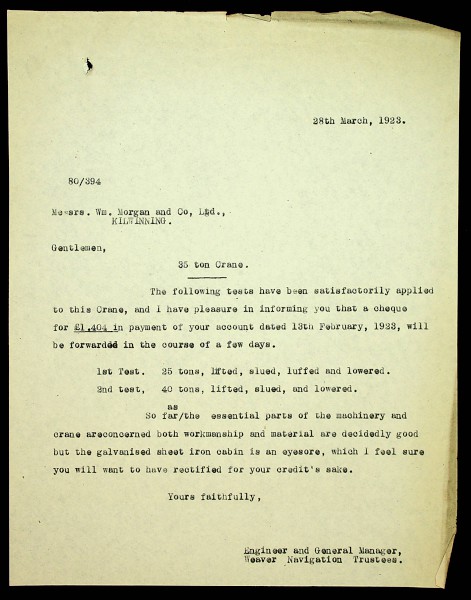 28th March, 1923.
80/394
Messrs. Wm. Morgan and Co, Ltd.,
KILWINNING.
Gentlemen,
35 ton Crane.
The following tests have been satisfactorily applied
to this Crane, and I have pleasure in informing you that a cheque
for £1.404 in payment of your account dated 13th February, 1923, will
be forwarded in the course of a few days.
1st Test. 25 tons, lifted, slued, luffed and lowered.
2nd test, 40 tons, lifted, slued, and lowered.
as
So far/the essential parts of the machinery and
crane areconcerned both workmanship and material are decidedly good
but the galvanised sheet iron cabin is an eyesore, which I feel sure
you will want to have rectified for your credit's sake.
Yours faithfully,
Engineer and General Manager,
Weaver Navigation Trustees.